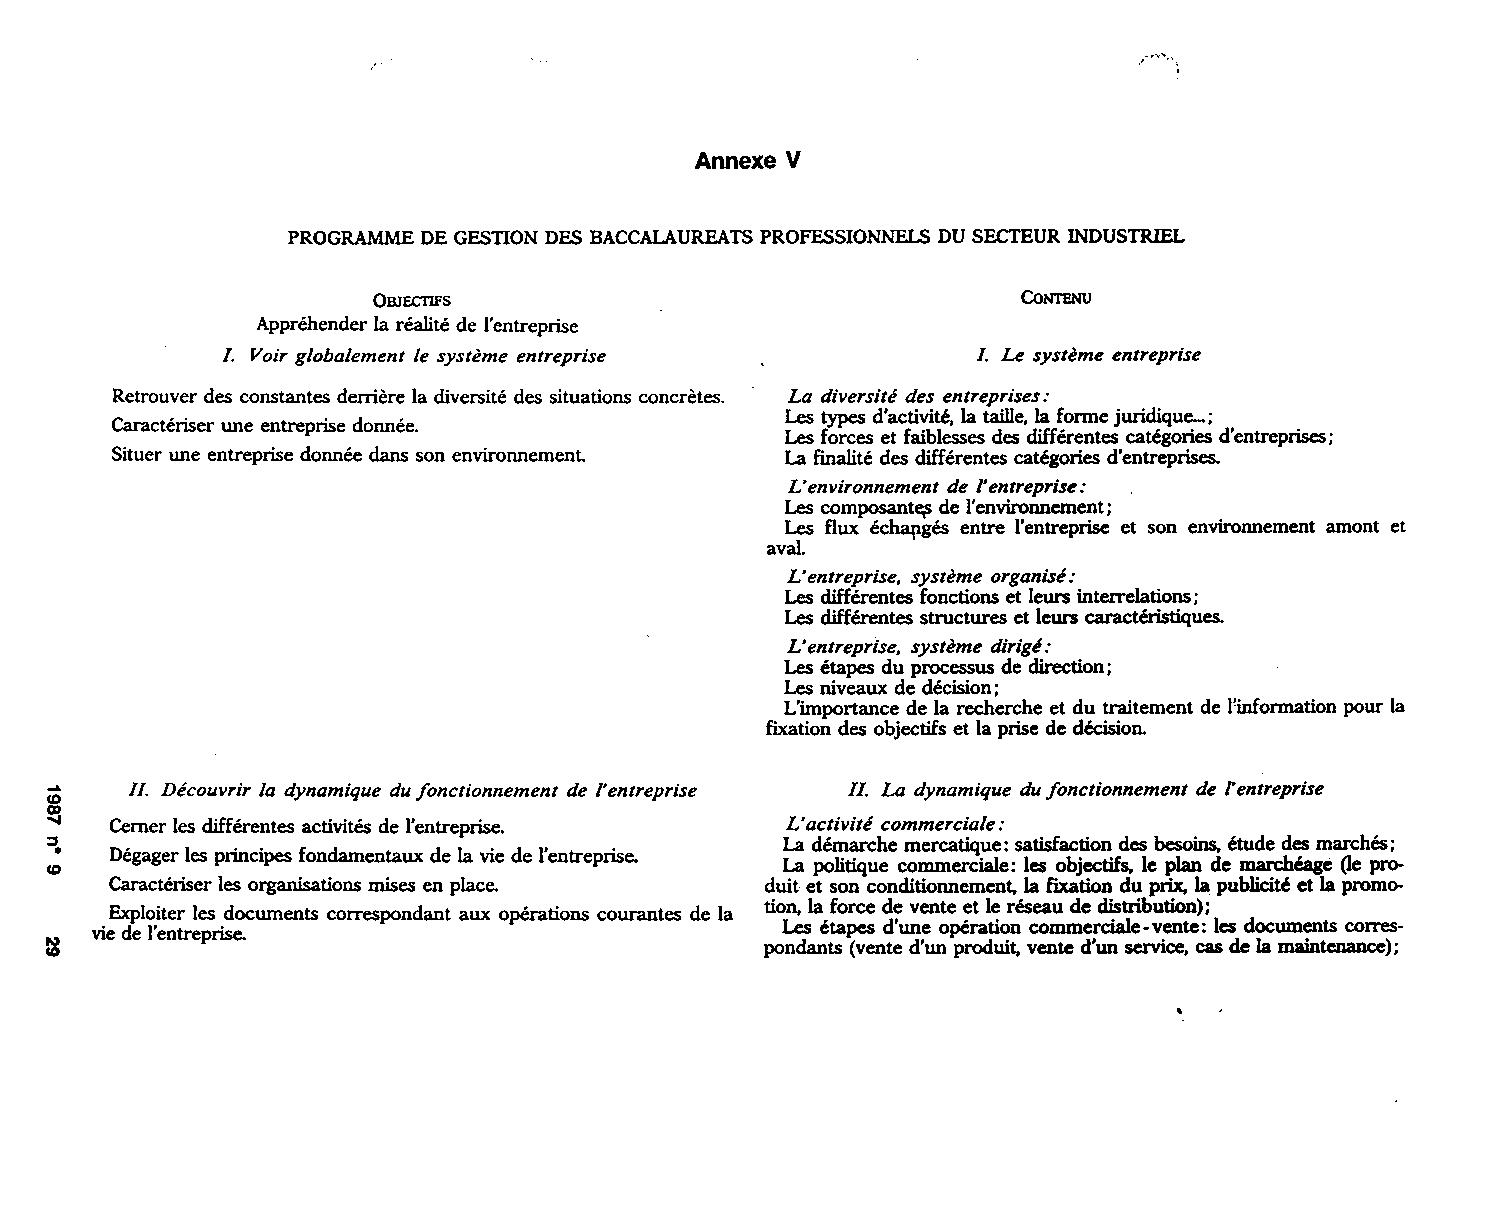 Annexe V
PROGRAMME DE GESTION DES BACCALAUREATS PROFESSIONNELS DU SECTEUR INDUSTRIEL
OBJECTIFS
Appréhender la réalité de l'entreprise
I. Voir globalement le système entreprise
Retrouver des constantes derrière la diversité des situations concrètes.
Caractériser une entreprise donnée.
Situer une entreprise donnée dans son environnement.
II. Découvrir la dynamique du fonctionnement de l'entreprise
Cerner les différentes activités de l'entreprise.
Dégager les principes fondamentaux de la vie de l'entreprise.
Caractériser les organisations mises en place.
Exploiter les documents correspondant aux opérations courantes de la
vie de l'entreprise.
CONTENU
I. Le système entreprise
La diversité des entreprises :
Les types d'activité, la taille, la forme juridique... ;
Les forces et faiblesses des différentes catégories d'entreprises ;
La finalité des différentes catégories d'entreprises.
L'environnement de l'entreprise :
Les composantes de l'environnement ;
Les flux échangés entre l'entreprise et son environnement amont et
aval.
L'entreprise, système organisé :
Les différentes fonctions et leurs interrelations ;
Les différentes structures et leurs caractéristiques.
L'entreprise, système dirigé :
Les étapes du processus de direction ;
Les niveaux de décision ;
L'importance de la recherche et du traitement de l'information pour la
fixation des objectifs et la prise de décision.
II. La dynamique du fonctionnement de l'entreprise
L'activité commerciale :
La démarche mercatique : satisfaction des besoins, étude des marchés ;
La politique commerciale : les objectifs, le plan de marchéage (le pro-
duit et son conditionnement, la fixation du prix, la publicité et la promo-
tion, la force de vente et le réseau de distribution) ;
Les étapes d'une opération commerciale-vente : les documents corres-
pondants (vente d'un produit, vente d'un service, cas de la maintenance) ;
1987 n° 9 29